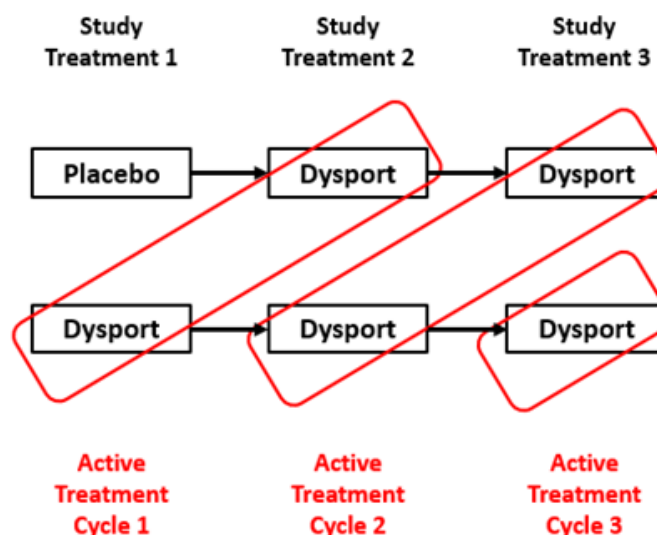 Study Study Study
Treatment 1 Treatment 2 Treatment 3
Placebo Dysport Dysport
Dysport Dysport Dysport
Active Active Active
Treatment Treatment Treatment
Cycle 1 Cycle 2 Cycle 3